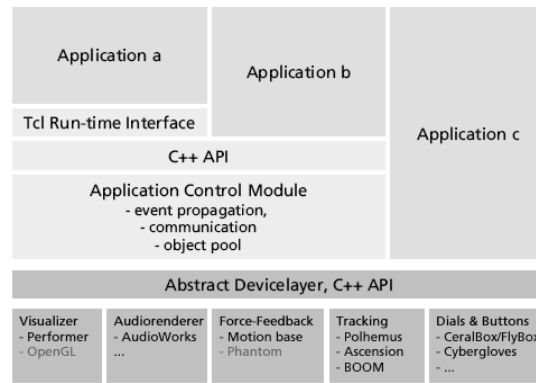 Application a
Application b
Application c
Tcl Run-time Interface
C++ API
Application Control Module
- event propagation,
- communication
- object pool
Abstract Devicelayer, C++ API
Visualizer
- Performer
- OpenGL
Audiorenderer
- AudioWorks
...
Force-Feedback
- Motion base
- Phantom
Tracking
- Polhemus
- Ascension
- BOOM
Dials & Buttons
- CeralBox/FlyBox
- Cybergloves
- ...